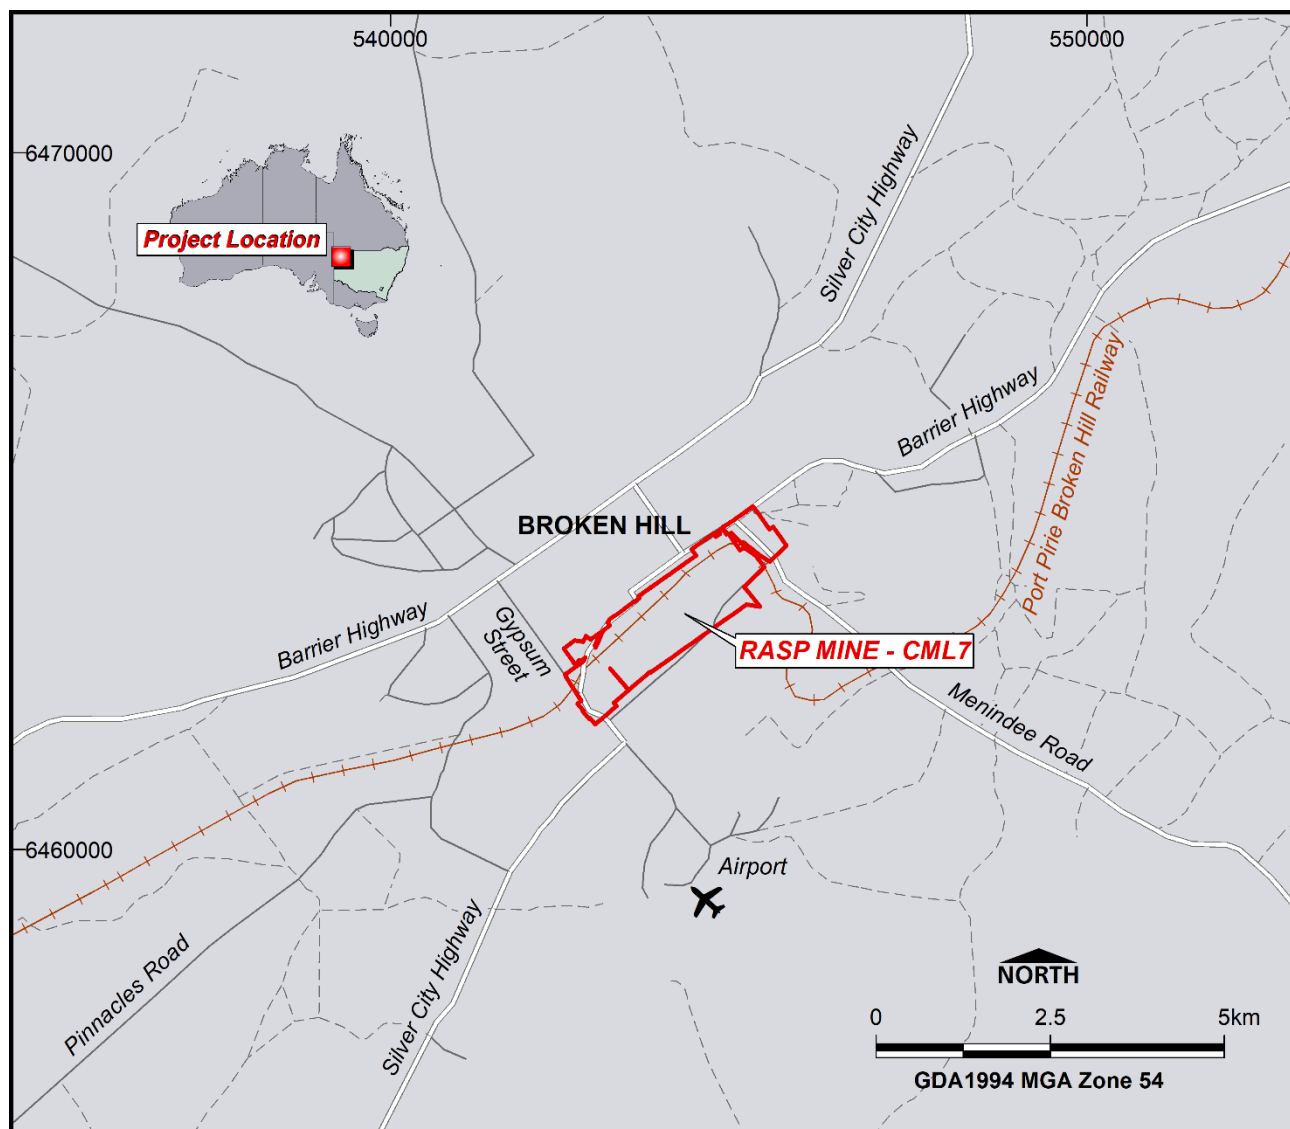 540000
550000
6470000
Silver City Highway
Project Location
Barrier Highway
Port Pirie Broken Hill Railway
BROKEN HILL
Gypsum
Street
Barrier Highway
RASP MINE - CML7
Menindee Road
6460000
Airport
Pinnacles Road
Silver City Highway
NORTH
0 2.5 5km
GDA1994 MGA Zone 54